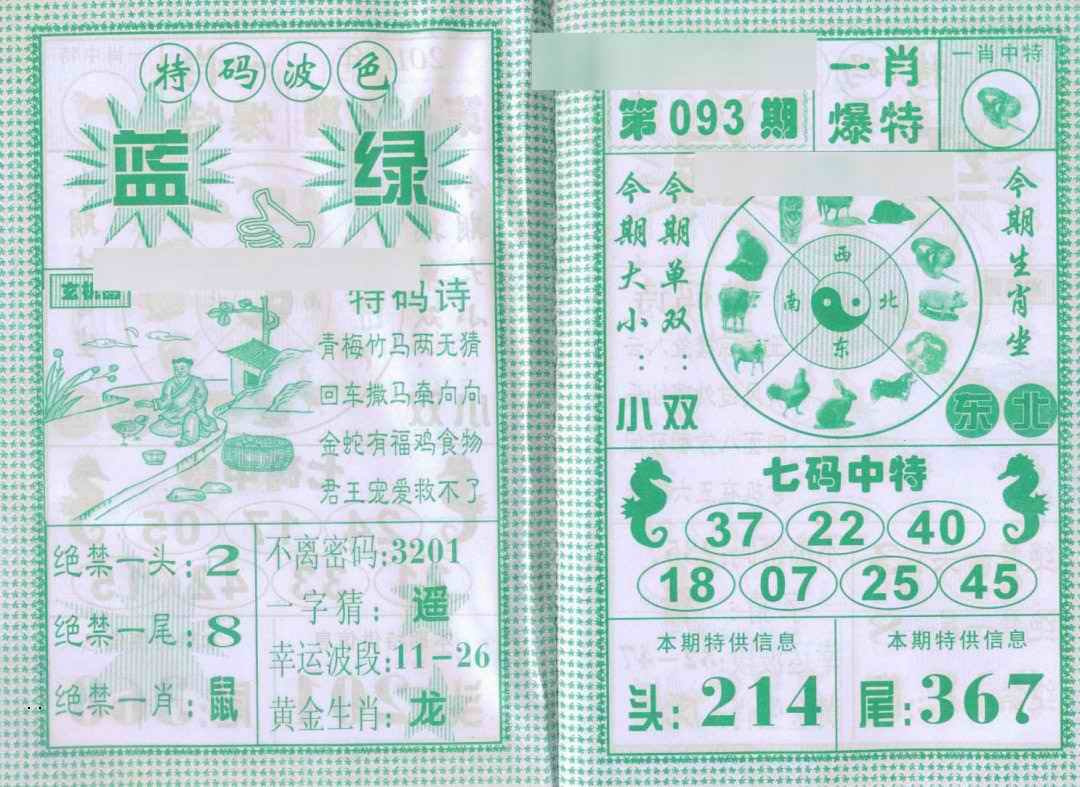 特码波色
蓝 绿
特码诗
青梅竹马两无猜
回车撒马牵向向
金蛇有福鸡食物
君王宠爱救不了
绝禁一头:2
绝禁一尾:8
绝禁一肖:鼠
不离密码:3201
一字猜:遥
幸运波段:11-26
黄金生肖:龙
第093期
一肖
爆特
一肖中特
今期大小:小
今期单双:双
西
南 北
东
今期生肖坐
东北
七码中特
37 22 40
18 07 25 45
本期特供信息
头:214
本期特供信息
尾:367